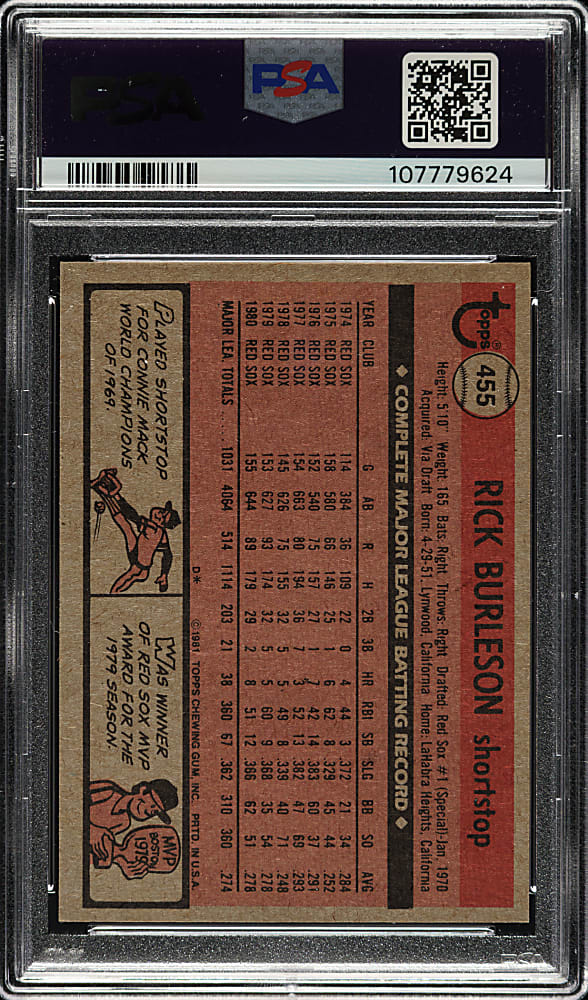 PSA
PSA
107779624
topps®
455
RICK BURLESON shortstop
Height: 5'10" Weight: 165 Bats: Right Throws: Right Drafted: Red Sox #1 (Special)-Jan, 1970
Acquired: Via Draft Born: 4-29-51, Lynwood, California Home: LaHabra Heights, California
◆ COMPLETE MAJOR LEAGUE BATTING RECORD ◆
YEAR CLUB G AB R H 2B 3B HR RBI SB SLG BB SO AVG
1974 RED SOX 114 384 36 109 22 0 4 44 3 .372 21 34 .284
1975 RED SOX 158 580 66 146 25 1 6 62 8 .329 45 44 .252
1976 RED SOX 152 540 75 157 27 1 7 42 14 .383 60 37 .291
1977 RED SOX 154 663 80 194 36 7 3 52 13 .382 47 69 .293
1978 RED SOX 145 626 75 155 32 5 5 49 8 .339 40 71 .248
1979 RED SOX 153 627 93 174 32 5 5 60 9 .368 35 54 .278
1980 RED SOX 155 644 89 179 29 2 8 51 12 .366 62 51 .278
MAJOR LEA. TOTALS ..... 1031 4064 514 1114 203 21 38 360 67 .362 310 360 .274
D* ©1981 TOPPS CHEWING GUM, INC. PRTD. IN U.S.A.
PLAYED SHORTSTOP
FOR CONNIE MACK
WORLD CHAMPIONS
OF 1969.
WAS WINNER
OF RED SOX MVP
AWARD FOR THE
1979 SEASON.
MVP
BOSTON
1979